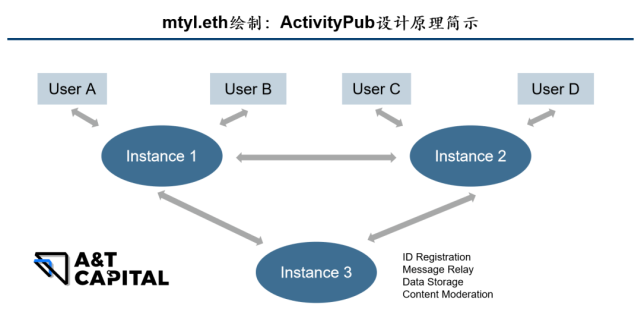 mtyl.eth绘制：ActivityPub设计原理简示
User A
User B
User C
User D
Instance 1
Instance 2
Instance 3
A&T
CAPITAL
ID Registration
Message Relay
Data Storage
Content Moderation